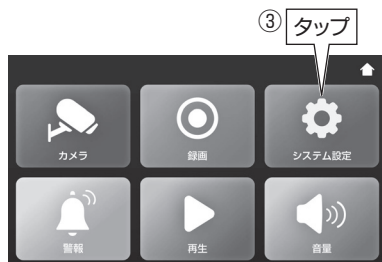 ③ タップ
カメラ 録画 システム設定
警報 再生 音量